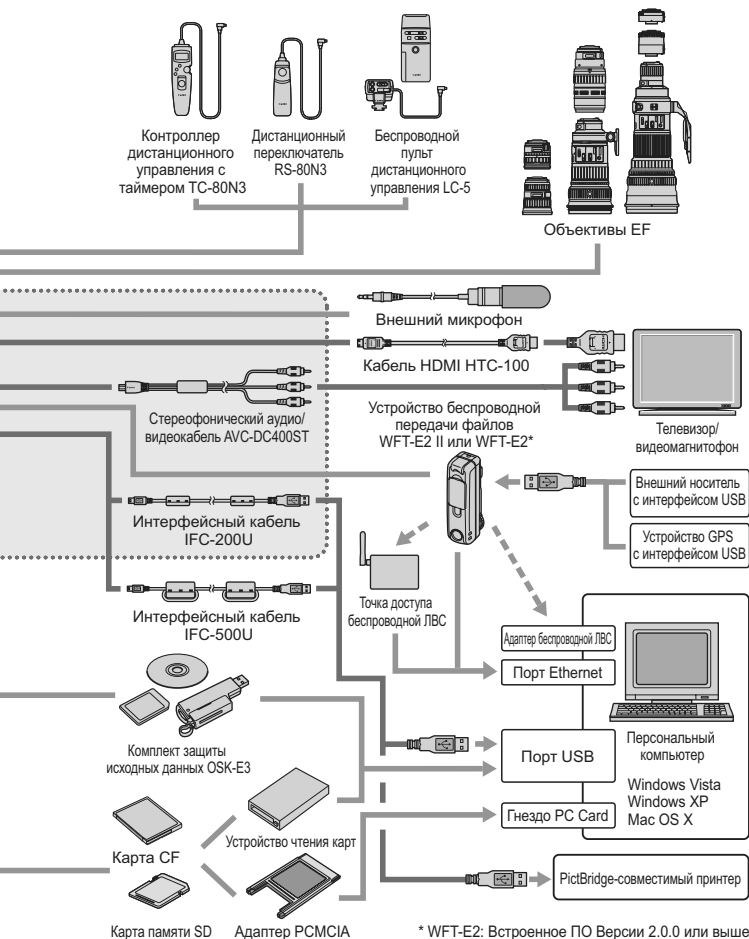 Контроллер
дистанционного
управления с
таймером TC-80N3
Дистанционный
переключатель
RS-80N3
Беспроводной
пульт
дистанционного
управления LC-5
Объективы EF
Внешний микрофон
Кабель HDMI HTC-100
Стереофонический аудио/
видеокабель AVC-DC400ST
Устройство беспроводной
передачи файлов
WFT-E2 II или WFT-E2*
Телевизор/
видеомагнитофон
Внешний носитель
с интерфейсом USB
Устройство GPS
с интерфейсом USB
Интерфейсный кабель
IFC-200U
Интерфейсный кабель
IFC-500U
Точка доступа
беспроводной ЛВС
Адаптер беспроводной ЛВС
Порт Ethernet
Персональный
компьютер
Windows Vista
Windows XP
Mac OS X
Порт USB
Гнездо PC Card
Комплект защиты
исходных данных OSK-E3
Карта CF
Устройство чтения карт
PictBridge-совместимый принтер
Карта памяти SD
Адаптер PCMCIA
* WFT-E2: Встроенное ПО Версии 2.0.0 или выше